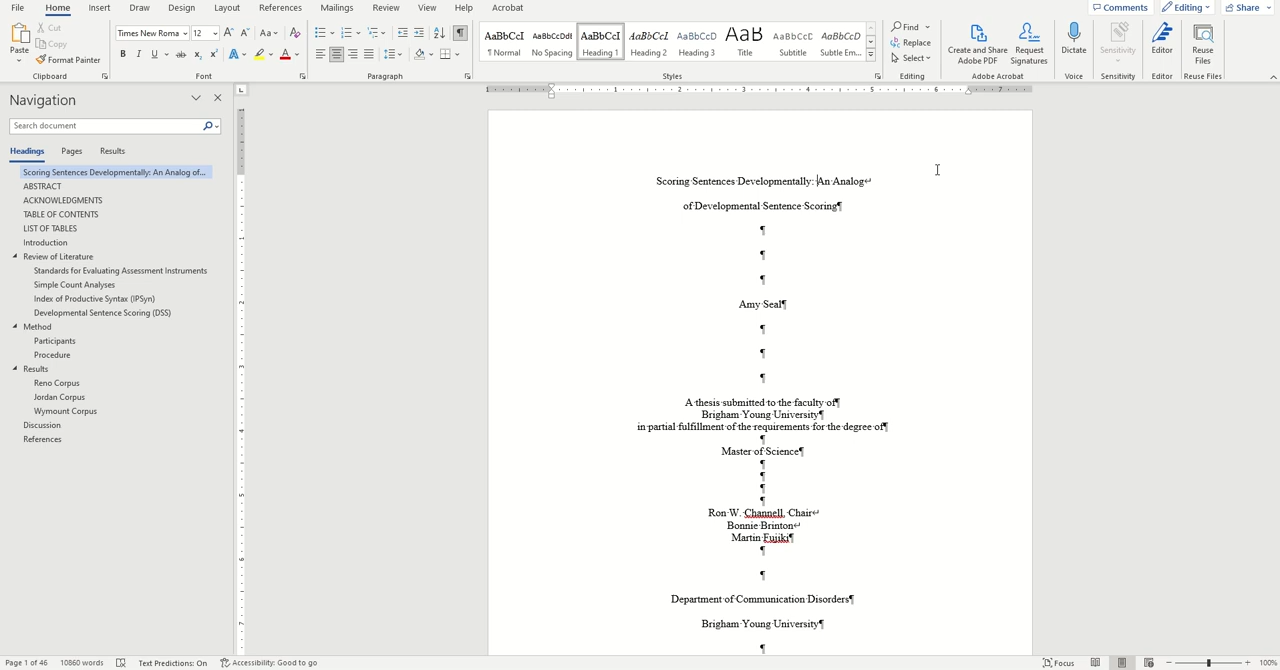 File Home Insert Draw Design Layout References Mailings Review View Help Acrobat Comments Editing Share
Paste
Cut
Copy
Format Painter
Clipboard
Times New Roma 12
Font
Paragraph
AaBbCcI AaBbCcDdI AaBbCcI AaBbCcL AaBbCcD AaB AaBbCcD AaBbCcD
¶ Normal No Spacing Heading 1 Heading 2 Heading 3 Title Subtitle Subtle Em...
Styles
Find
Replace
Select
Editing
Create and Share
Adobe PDF
Request
Signatures
Adobe Acrobat
Dictate
Voice
Sensitivity
Sensitivity
Editor
Editor
Reuse
Files
Reuse Files
Navigation
Search document
Headings Pages Results
Scoring Sentences Developmentally: An Analog of...
ABSTRACT
ACKNOWLEDGMENTS
TABLE OF CONTENTS
LIST OF TABLES
Introduction
Review of Literature
Standards for Evaluating Assessment Instruments
Simple Count Analyses
Index of Productive Syntax (IPSyn)
Developmental Sentence Scoring (DSS)
Method
Participants
Procedure
Results
Reno Corpus
Jordan Corpus
Wymount Corpus
Discussion
References
1 1 2 3 4 5 6 7
Scoring Sentences Developmentally: An Analog
of Developmental Sentence Scoring¶
¶
¶
¶
Amy Seal¶
¶
¶
¶
A thesis submitted to the faculty of¶
Brigham Young University¶
in partial fulfillment of the requirements for the degree of¶
¶
Master of Science¶
¶
¶
¶
¶
Ron W. Channell, Chair
Bonnie Brinton
Martin Fujiki¶
¶
¶
Department of Communication Disorders¶
Brigham Young University¶
¶
Page 1 of 46 10860 words Text Predictions: On Accessibility: Good to go Focus 100%